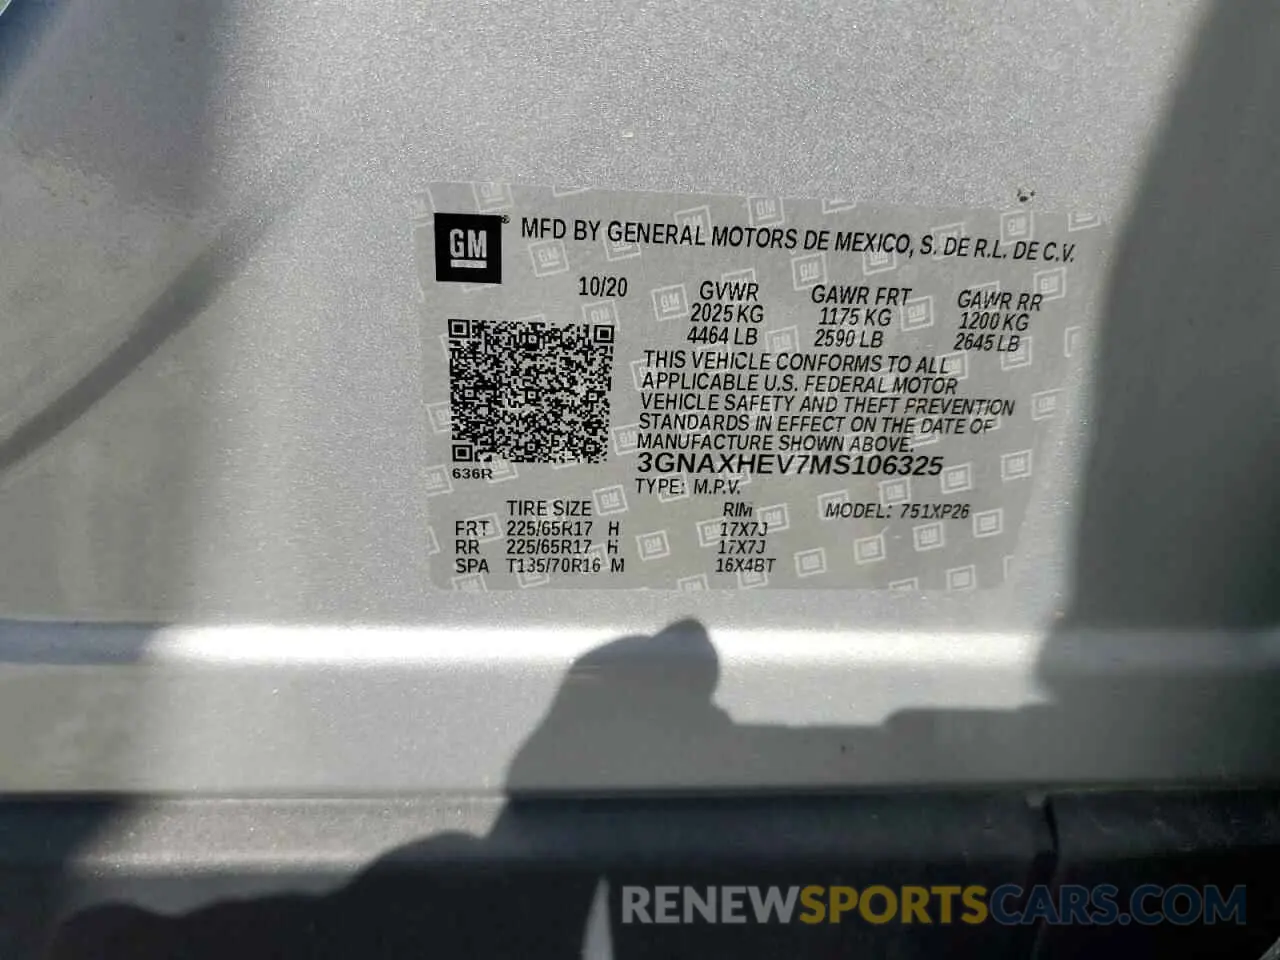 GM ® MFD BY GENERAL MOTORS DE MEXICO, S. DE R.L. DE C.V.
10/20 GVWR GAWR FRT GAWR RR
2025 KG 1175 KG 1200 KG
4464 LB 2590 LB 2645 LB
THIS VEHICLE CONFORMS TO ALL
APPLICABLE U.S. FEDERAL MOTOR
VEHICLE SAFETY AND THEFT PREVENTION
STANDARDS IN EFFECT ON THE DATE OF
MANUFACTURE SHOWN ABOVE.
636R 3GNAXHEV7MS106325
TYPE: M.P.V.
TIRE SIZE RIM MODEL: 751XP26
FRT 225/65R17 H 17X7J
RR 225/65R17 H 17X7J
SPA T135/70R16 M 16X4BT
RENEWSPORTSCARS.COM